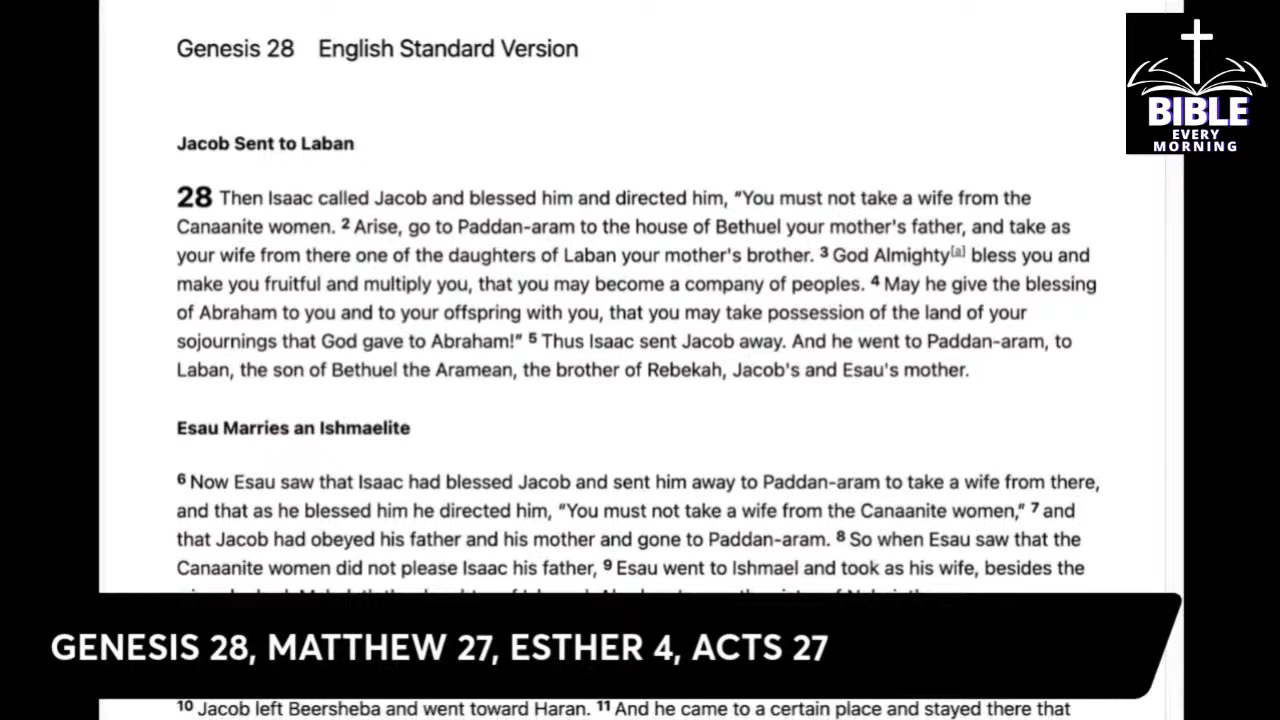 Genesis 28 English Standard Version
BIBLE
EVERY
MORNING
Jacob Sent to Laban
28 Then Isaac called Jacob and blessed him and directed him, “You must not take a wife from the
Canaanite women. 2 Arise, go to Paddan-aram to the house of Bethuel your mother's father, and take as
your wife from there one of the daughters of Laban your mother's brother. 3 God Almighty[a] bless you and
make you fruitful and multiply you, that you may become a company of peoples. 4 May he give the blessing
of Abraham to you and to your offspring with you, that you may take possession of the land of your
sojournings that God gave to Abraham!” 5 Thus Isaac sent Jacob away. And he went to Paddan-aram, to
Laban, the son of Bethuel the Aramean, the brother of Rebekah, Jacob's and Esau's mother.
Esau Marries an Ishmaelite
6 Now Esau saw that Isaac had blessed Jacob and sent him away to Paddan-aram to take a wife from there,
and that as he blessed him he directed him, “You must not take a wife from the Canaanite women,” 7 and
that Jacob had obeyed his father and his mother and gone to Paddan-aram. 8 So when Esau saw that the
Canaanite women did not please Isaac his father, 9 Esau went to Ishmael and took as his wife, besides the
GENESIS 28, MATTHEW 27, ESTHER 4, ACTS 27
10 Jacob left Beersheba and went toward Haran. 11 And he came to a certain place and stayed there that